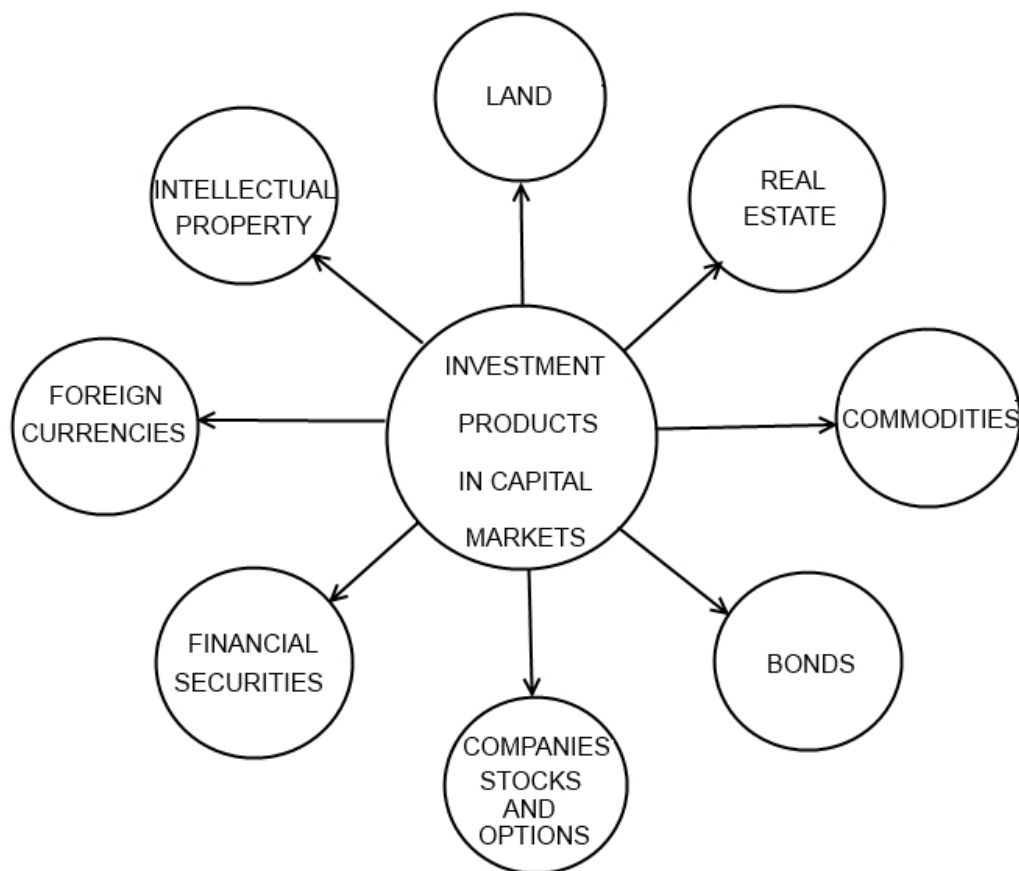 LAND
REAL
ESTATE
INTELLECTUAL
PROPERTY
INVESTMENT
PRODUCTS
IN CAPITAL
MARKETS
FOREIGN
CURRENCIES
COMMODITIES
FINANCIAL
SECURITIES
BONDS
COMPANIES
STOCKS
AND
OPTIONS